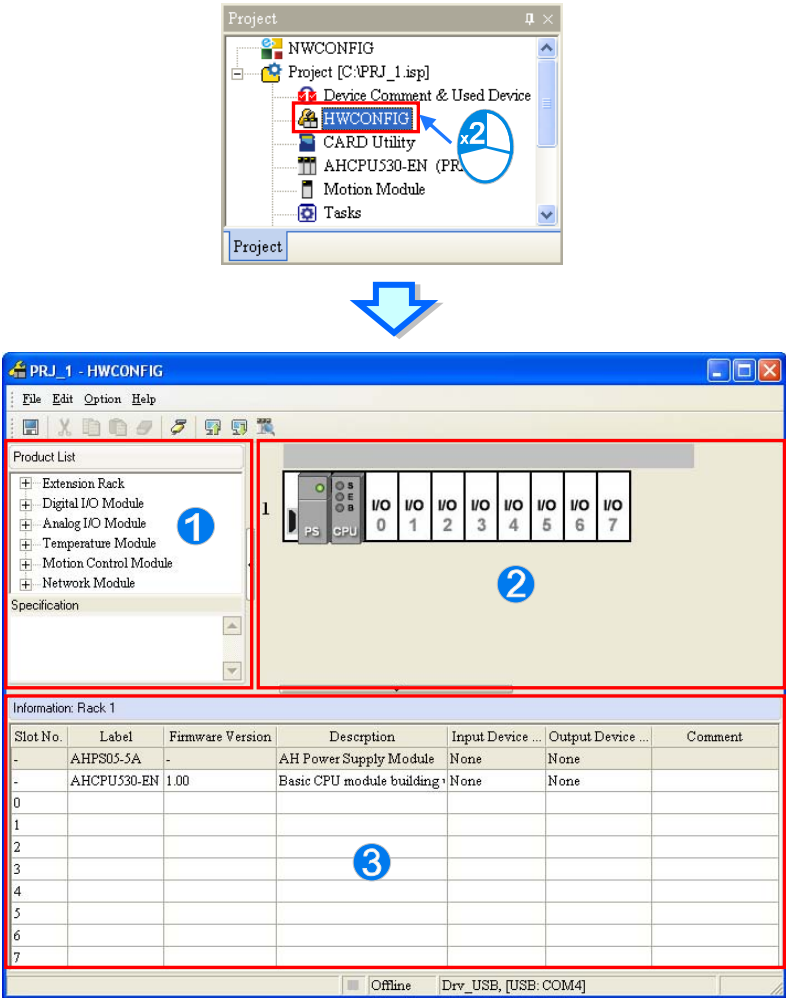 Project
NWCONFIG
Project [C:\PRJ_1.isp]
Device Comment & Used Device
HWCONFIG
x2
CARD Utility
AHCPU530-EN (PR
Motion Module
Tasks
Project
PRJ_1 - HWCONFIG
File Edit Option Help
Product List
Extension Rack
Digital I/O Module
Analog I/O Module
Temperature Module
Motion Control Module
Network Module
1
Specification
1
PS
S
E
B
CPU
I/O I/O I/O I/O I/O I/O I/O I/O
0 1 2 3 4 5 6 7
2
Information: Rack 1
Slot No. Label Firmware Version Descrption Input Device ... Output Device ... Comment
- AHPS05-5A - AH Power Supply Module None None
- AHCPU530-EN 1.00 Basic CPU module building None None
0
1
2
3
4
5
6
7
3
Offline Drv_USB, [USB: COM4]